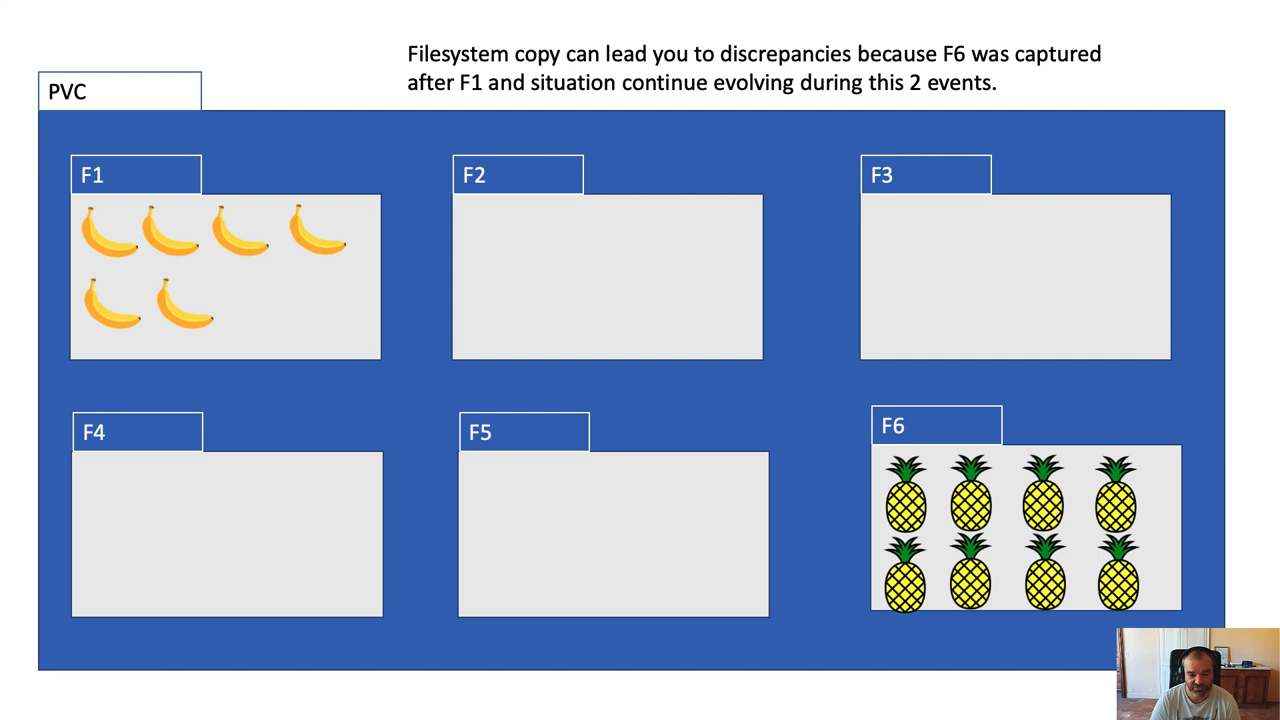 Filesystem copy can lead you to discrepancies because F6 was captured
after F1 and situation continue evolving during this 2 events.
PVC
F1
F2
F3
F4
F5
F6